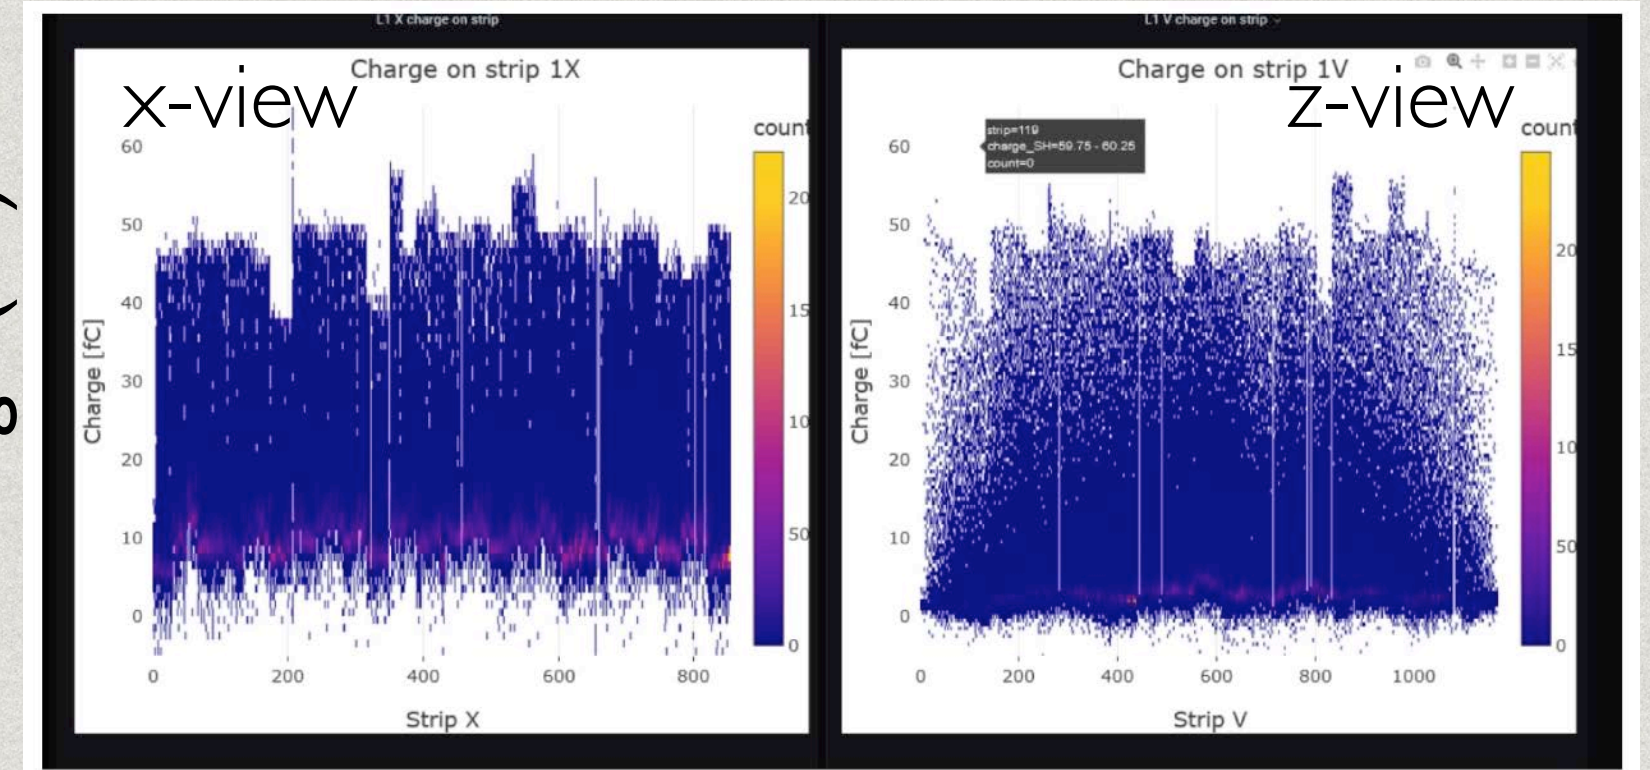 L1 X charge on strip
Charge on strip 1X
x-view
count
60
50
40
30
20
10
0
Charge [fC]
0
200
400
600
800
Strip X
20
15
10
50
0
L1 V charge on strip
Charge on strip 1V
z-view
count
strip=119
charge_SH=59.75 - 60.25
count=0
60
50
40
30
20
10
0
Charge [fC]
0
200
400
600
800
1000
Strip V
20
15
10
50
0